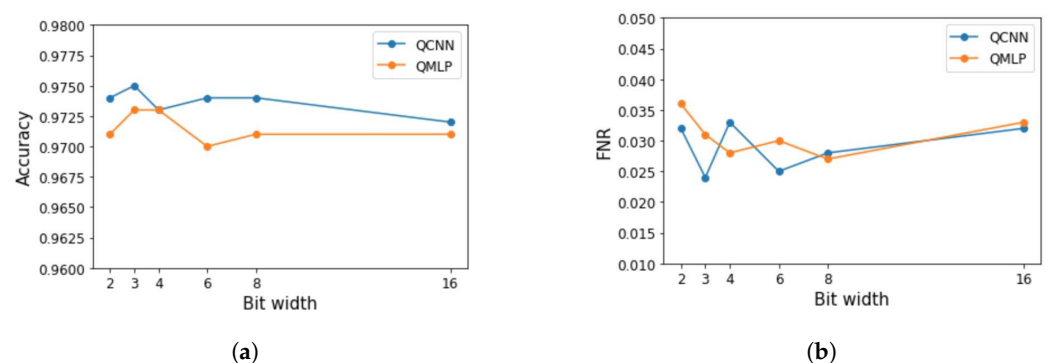 0.9800
0.9775
0.9750
0.9725
0.9700
0.9675
0.9650
0.9625
0.9600
Accuracy
QCNN
QMLP
2 3 4 6 8 16
Bit width
(a)
0.050
0.045
0.040
0.035
0.030
0.025
0.020
0.015
0.010
FNR
QCNN
QMLP
2 3 4 6 8 16
Bit width
(b)